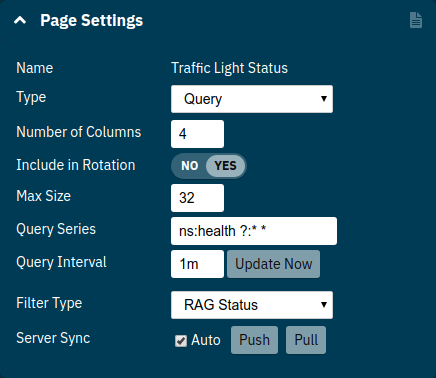 Page Settings
Name Traffic Light Status
Type Query
Number of Columns 4
Include in Rotation NO YES
Max Size 32
Query Series ns:health ?:* *
Query Interval 1m Update Now
Filter Type RAG Status
Server Sync Auto Push Pull